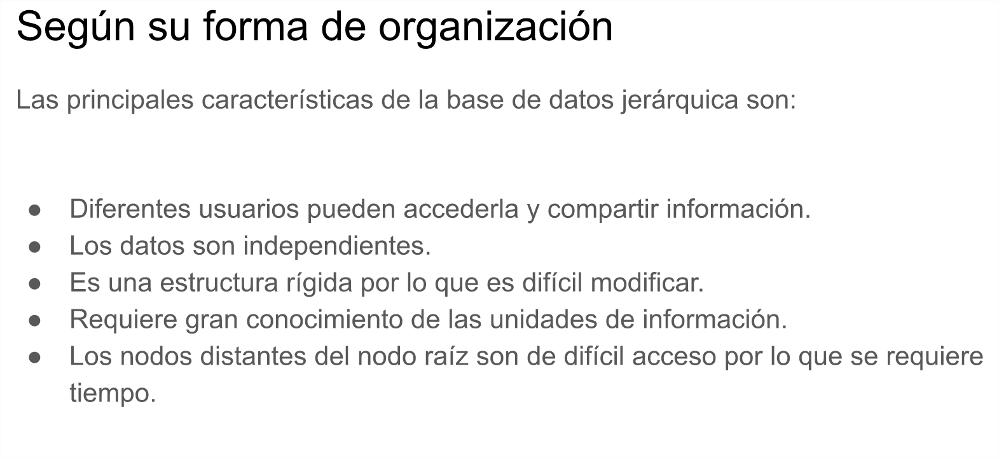 Según su forma de organización
Las principales características de la base de datos jerárquica son:
● Diferentes usuarios pueden accederla y compartir información.
● Los datos son independientes.
● Es una estructura rígida por lo que es difícil modificar.
● Requiere gran conocimiento de las unidades de información.
● Los nodos distantes del nodo raíz son de difícil acceso por lo que se requiere
tiempo.